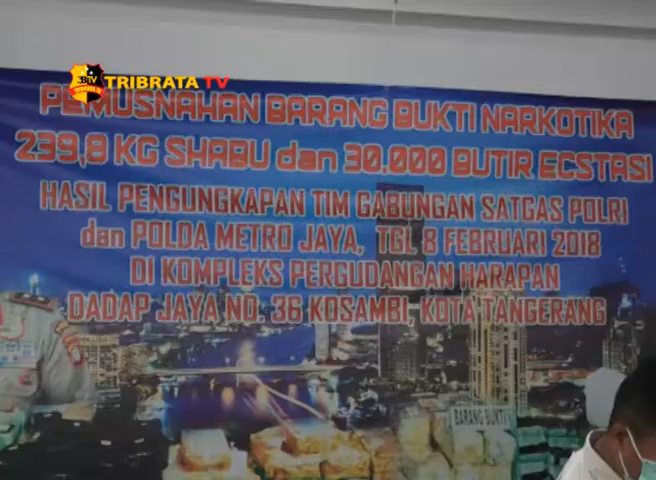 TRIBRATA TV
PEMUSNAHAN BARANG BUKTI NARKOTIKA
239,8 KG SHABU dan 30.000 BUTIR ECSTASI
HASIL PENGUNGKAPAN TIM GABUNGAN SATGAS POLRI
dan POLDA METRO JAYA, TGL 8 FEBRUARI 2018
DI KOMPLEKS PERGUDANGAN HARAPAN
DADAP JAYA NO. 36 KOSAMBI, KOTA TANGERANG
BARANG BUKTI